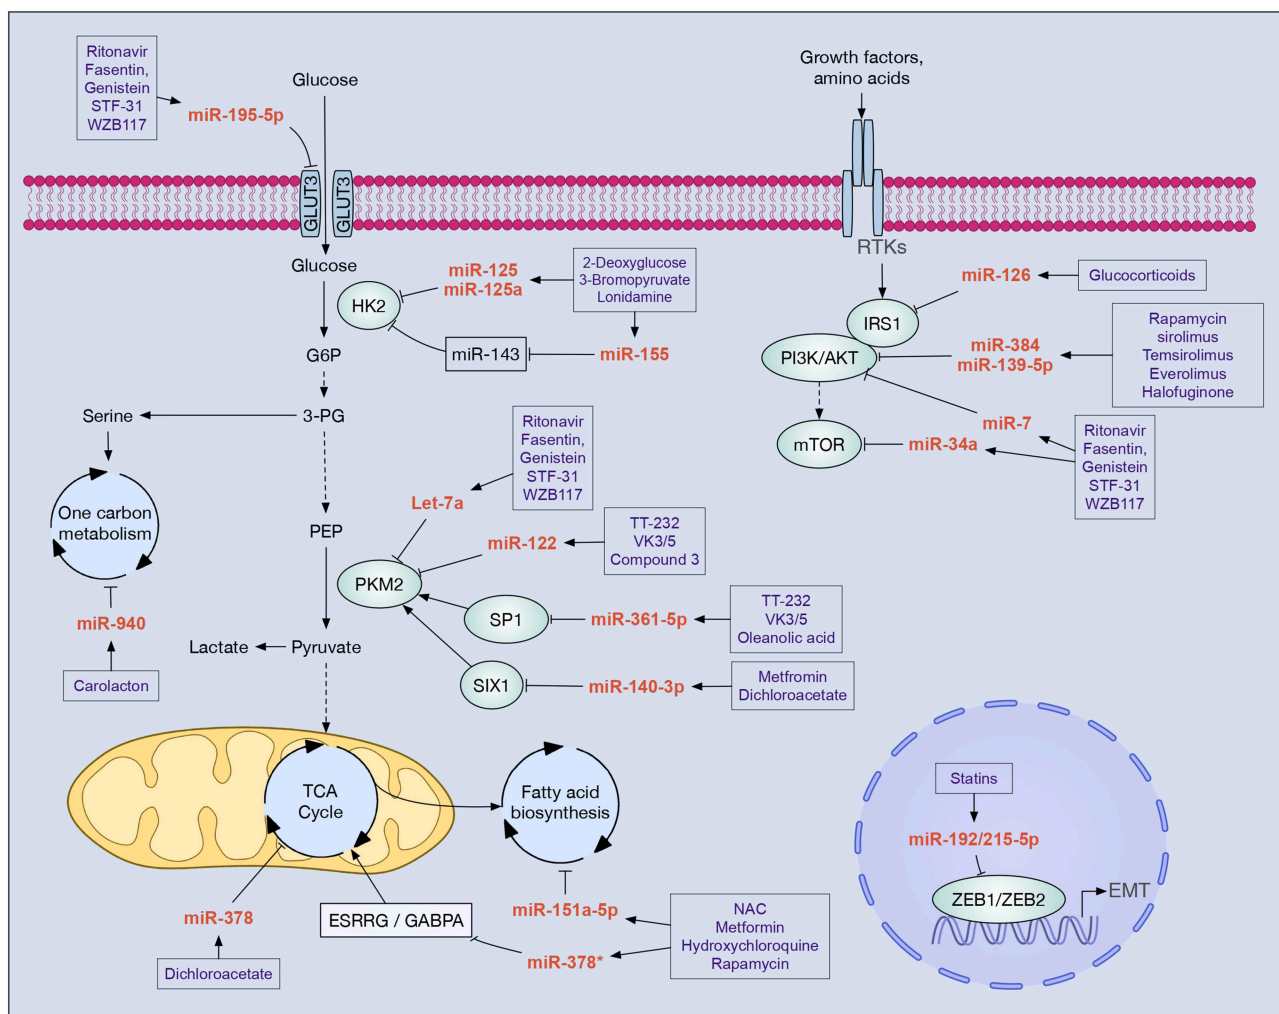 Ritonavir
Fasentin,
Genistein
STF-31
WZB117
miR-195-5p
Glucose
GLUT3
GLUT3
Growth factors,
amino acids
RTKs
Glucose
miR-125
miR-125a
2-Deoxyglucose
3-Bromopyruvate
Lonidamine
HK2
miR-143
miR-155
G6P
miR-126
Glucocorticoids
IRS1
PI3K/AKT
miR-384
miR-139-5p
Rapamycin
sirolimus
Temsirolimus
Everolimus
Halofuginone
Serine
3-PG
miR-7
mTOR
miR-34a
Ritonavir
Fasentin,
Genistein
STF-31
WZB117
Ritonavir
Fasentin,
Genistein
STF-31
WZB117
Let-7a
One carbon
metabolism
PEP
miR-122
TT-232
VK3/5
Compound 3
PKM2
SP1
miR-361-5p
TT-232
VK3/5
Oleanolic acid
miR-940
Carolacton
Lactate
Pyruvate
SIX1
miR-140-3p
Metfromin
Dichloroacetate
TCA
Cycle
Fatty acid
biosynthesis
Statins
miR-192/215-5p
ZEB1/ZEB2
EMT
miR-378
Dichloroacetate
ESRRG / GABPA
miR-151a-5p
miR-378*
NAC
Metformin
Hydroxychloroquine
Rapamycin